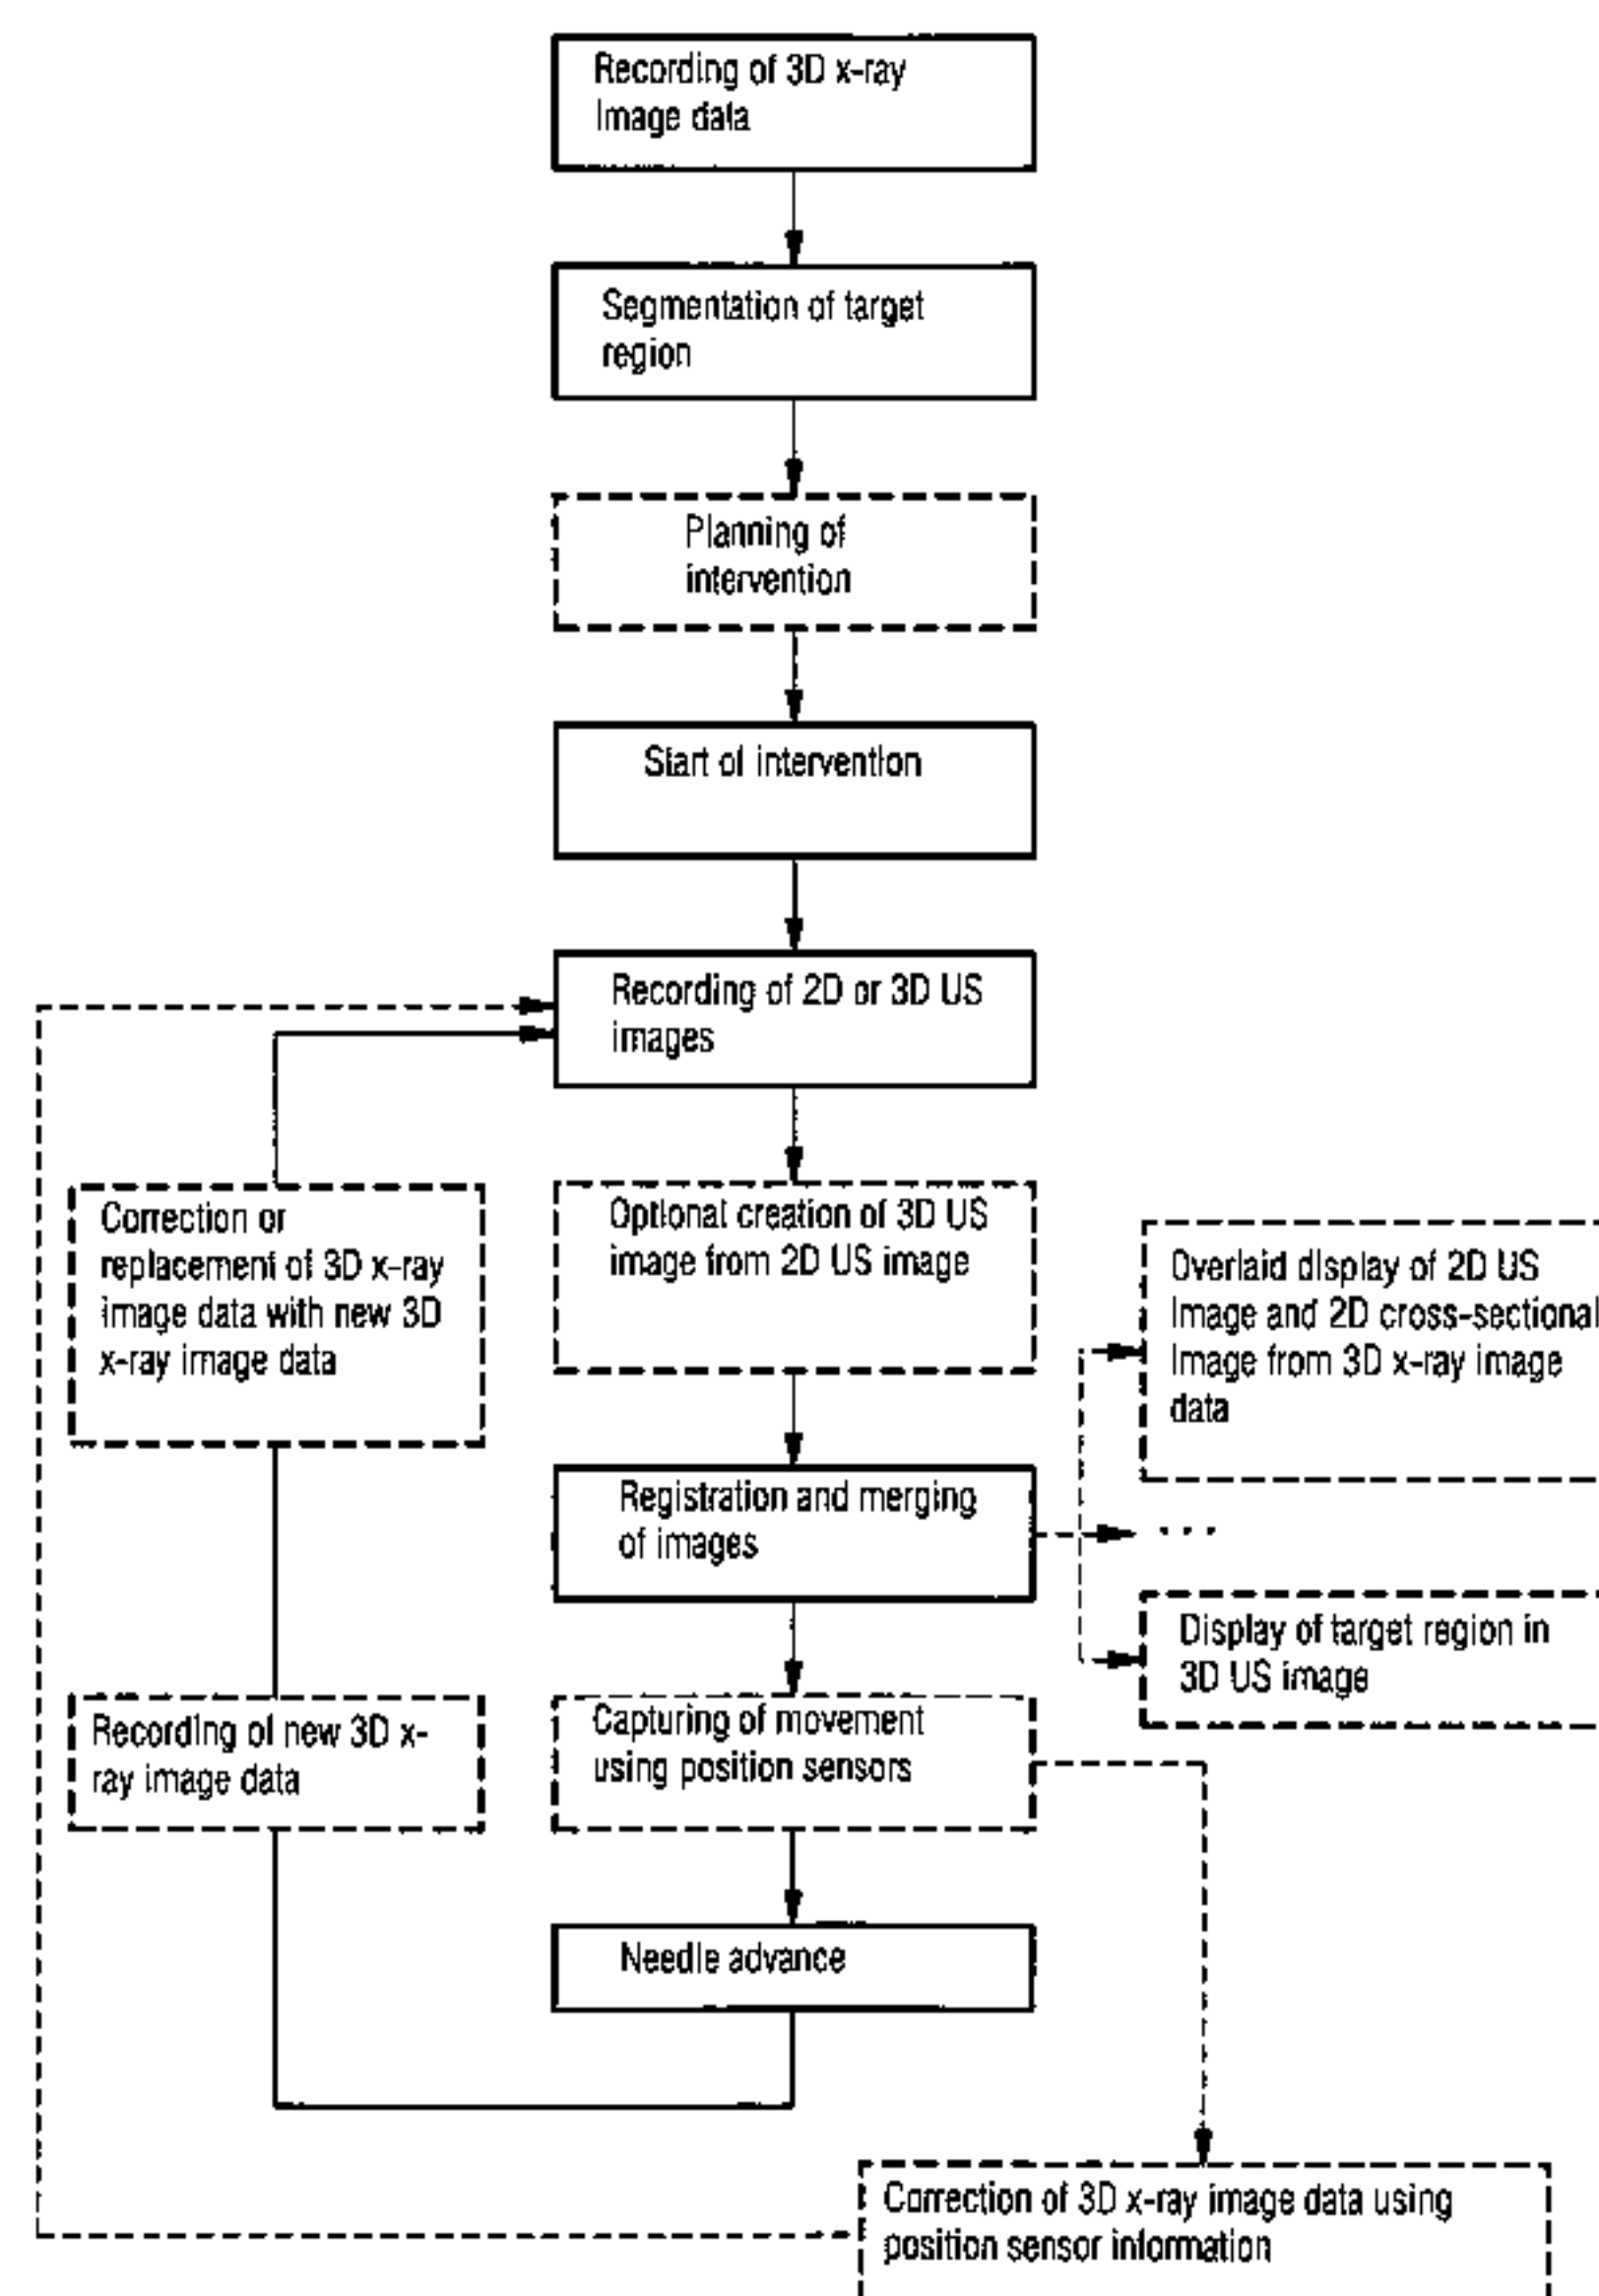 Recording of 3D x-ray
Image data
Segmentation of target
region
Planning of
intervention
Start of intervention
Recording of 2D or 3D US
images
Correction or
replacement of 3D x-ray
image data with new 3D
x-ray image data
Optional creation of 3D US
image from 2D US image
Overlaid display of 2D US
Image and 2D cross-sectional
Image from 3D x-ray image
data
Registration and merging
of images
...
Display of target region in
3D US image
Recording of new 3D x-
ray image data
Capturing of movement
using position sensors
Needle advance
Correction of 3D x-ray image data using
position sensor information